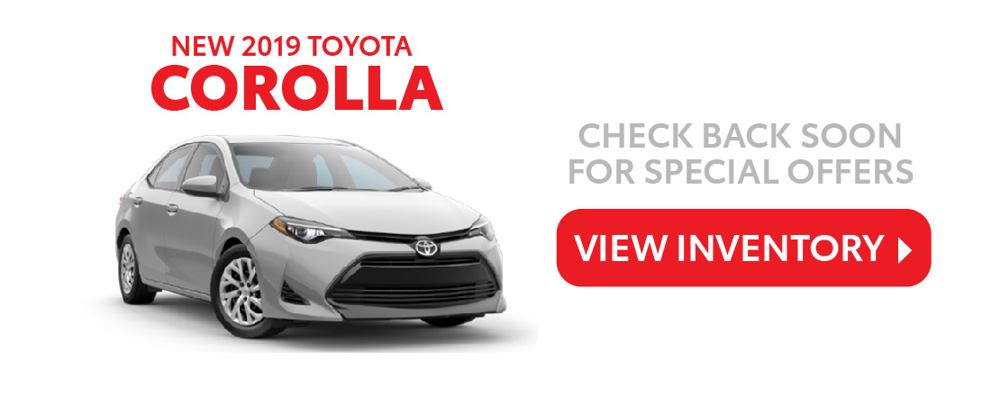 NEW 2019 TOYOTA
COROLLA
CHECK BACK SOON
FOR SPECIAL OFFERS
VIEW INVENTORY